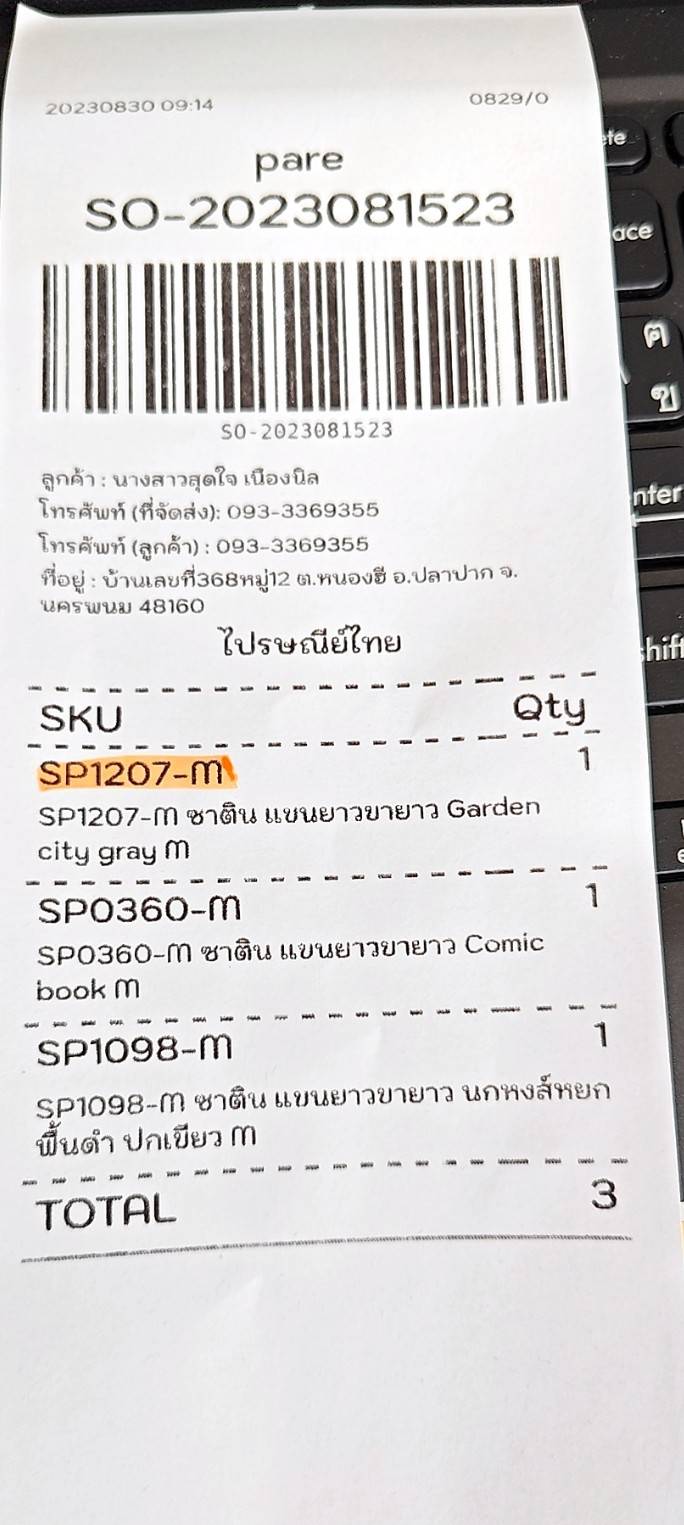 20230830 09:14 0829/0
pare
SO-2023081523
SO-2023081523
ลูกค้า : นางสาวสุดใจ เนืองนิล
โทรศัพท์ (ที่จัดส่ง): 093-3369355
โทรศัพท์ (ลูกค้า) : 093-3369355
ที่อยู่ : บ้านเลขที่368หมู่12 ต.หนองฮี อ.ปลาปาก จ.
นครพนม 48160
ไปรษณีย์ไทย
SKU Qty
SP1207-M 1
SP1207-M ซาติน แขนยาวขายาว Garden
city gray M
SP0360-M 1
SP0360-M ซาติน แขนยาวขายาว Comic
book M
SP1098-M 1
SP1098-M ซาติน แขนยาวขายาว นกหงส์หยก
พื้นดำ ปกเขียว M
TOTAL 3
ace
ฅ
ฃ
nter
hift